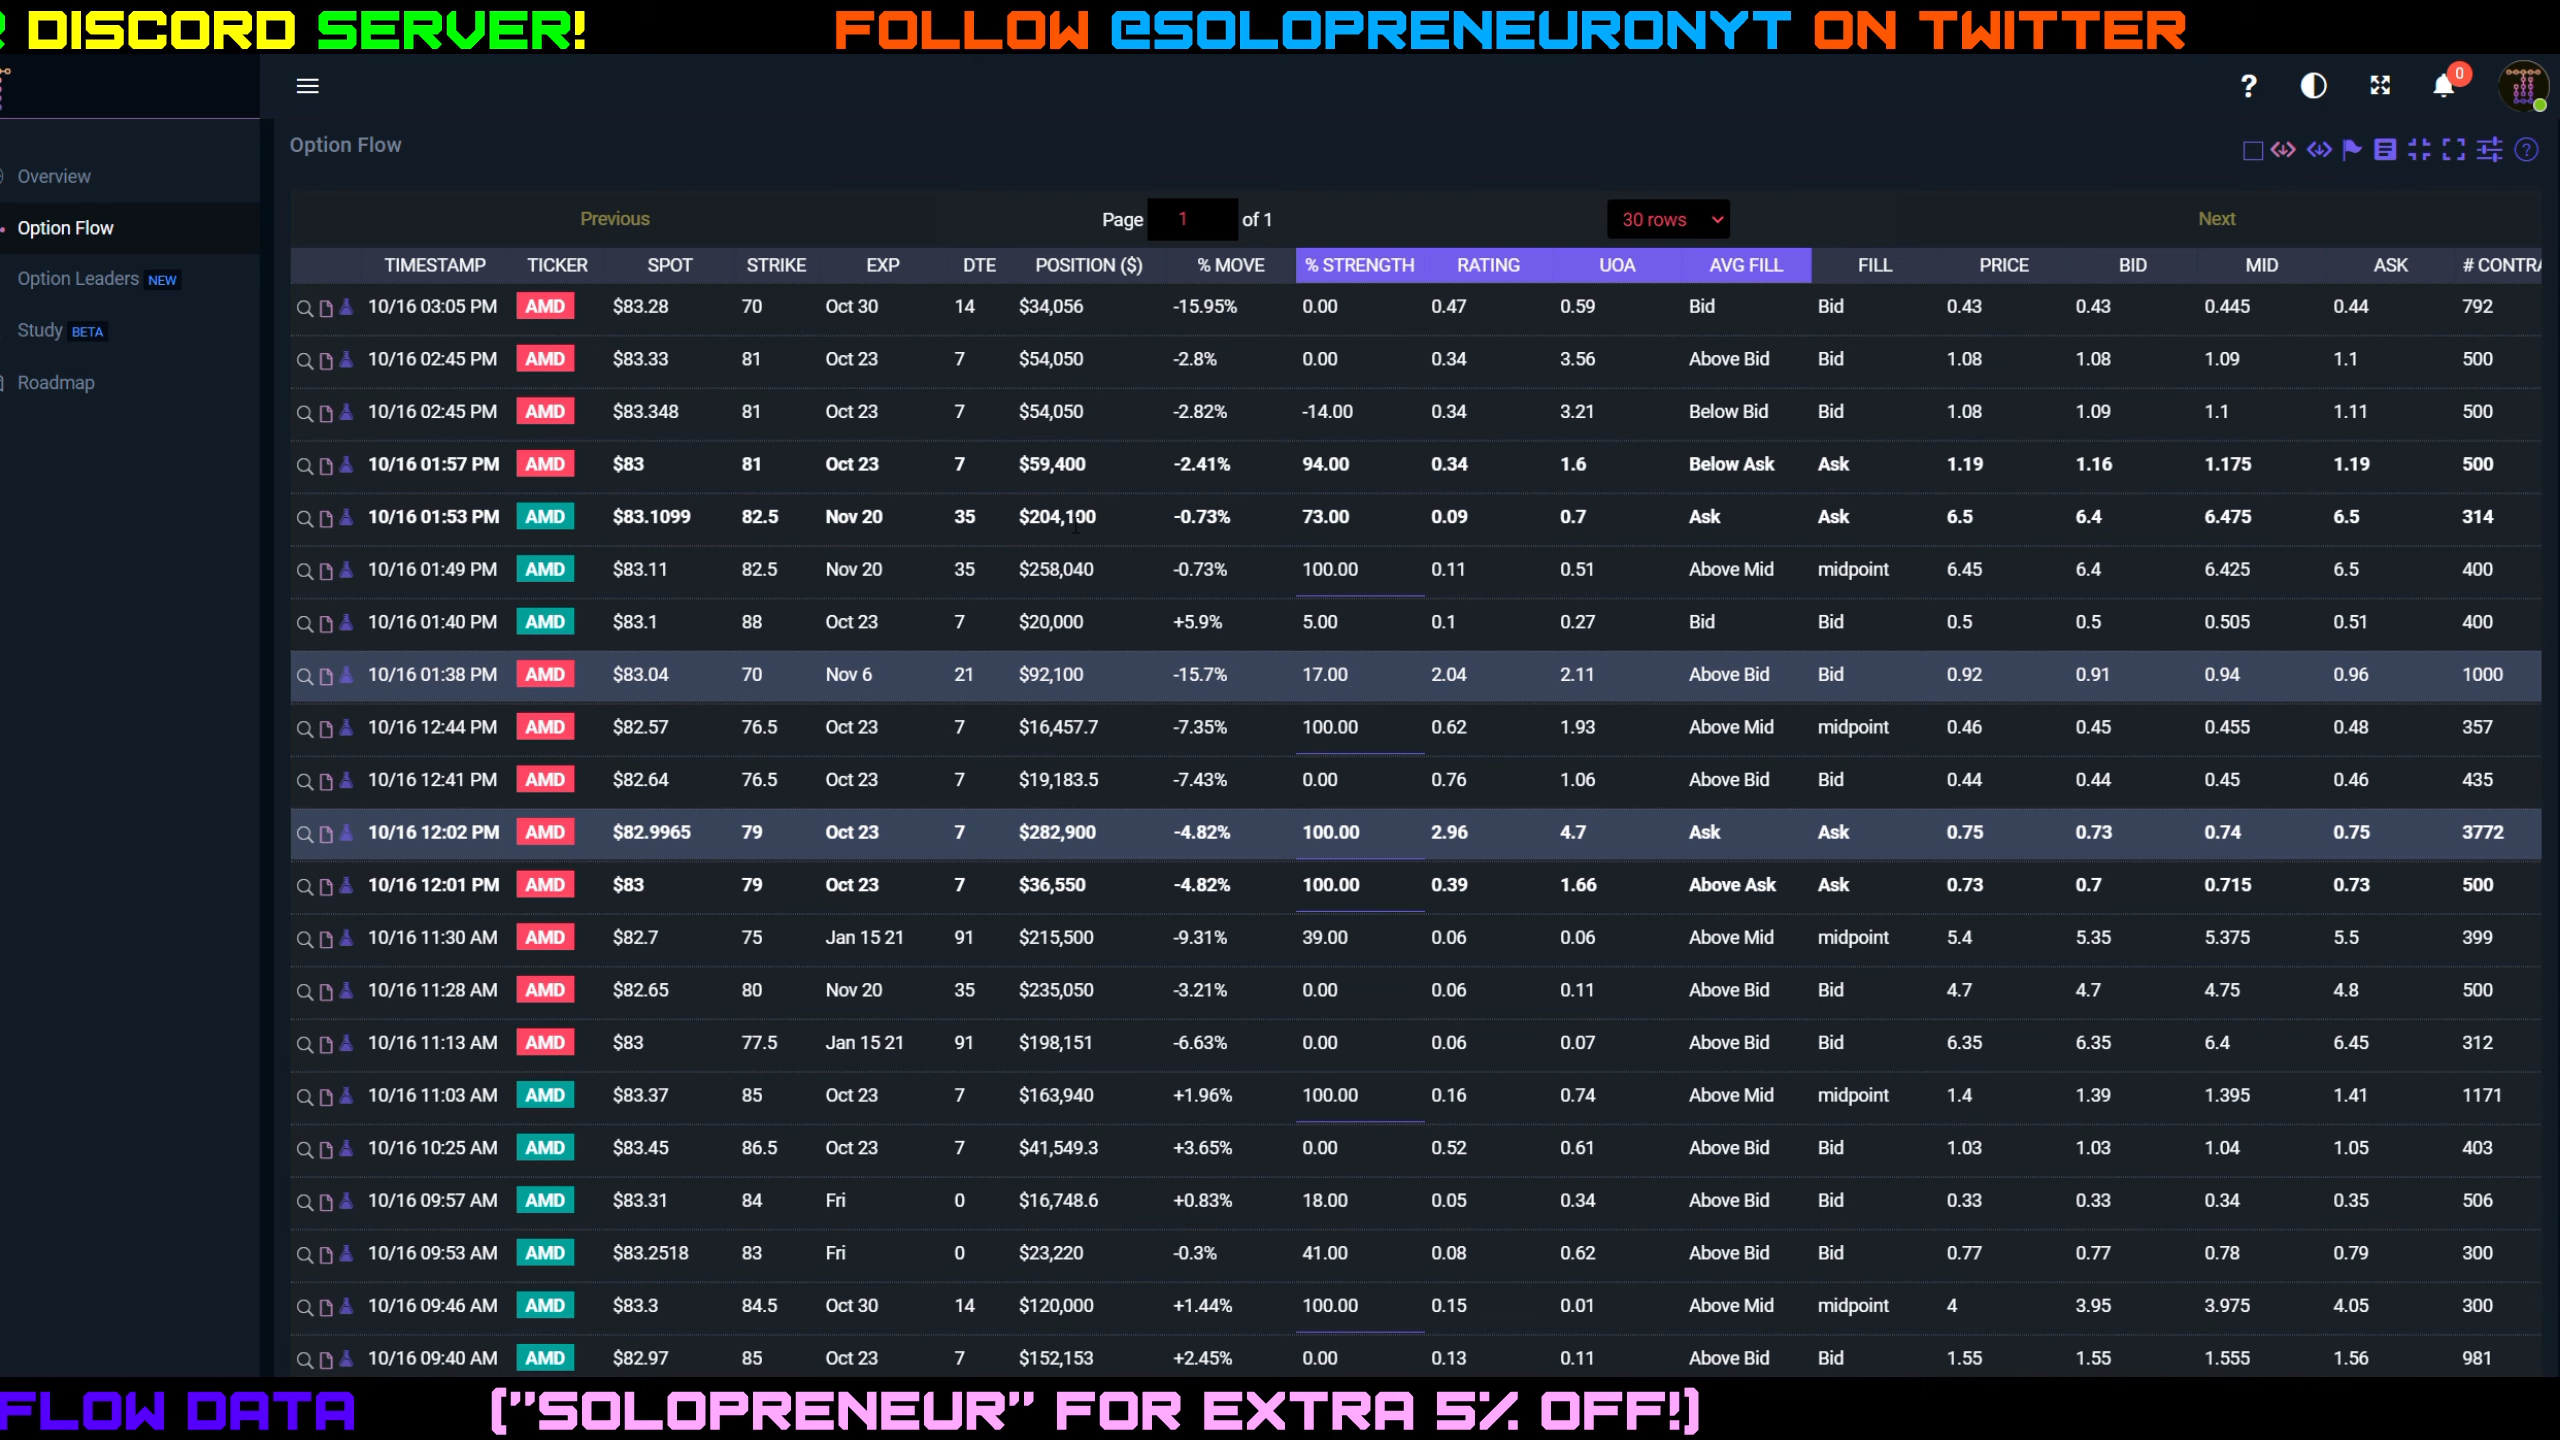 DISCORD SERVER! FOLLOW @SOLOPRENEURONYT ON TWITTER
0
Option Flow
Overview
Option Flow
Option Leaders NEW
Study BETA
Roadmap
Previous Page 1 of 1 30 rows Next
TIMESTAMP TICKER SPOT STRIKE EXP DTE POSITION ($) % MOVE % STRENGTH RATING UOA AVG FILL FILL PRICE BID MID ASK # CONTRA
10/16 03:05 PM AMD $83.28 70 Oct 30 14 $34,056 -15.95% 0.00 0.47 0.59 Bid Bid 0.43 0.43 0.445 0.44 792
10/16 02:45 PM AMD $83.33 81 Oct 23 7 $54,050 -2.8% 0.00 0.34 3.56 Above Bid Bid 1.08 1.08 1.09 1.1 500
10/16 02:45 PM AMD $83.348 81 Oct 23 7 $54,050 -2.82% -14.00 0.34 3.21 Below Bid Bid 1.08 1.09 1.1 1.11 500
10/16 01:57 PM AMD $83 81 Oct 23 7 $59,400 -2.41% 94.00 0.34 1.6 Below Ask Ask 1.19 1.16 1.175 1.19 500
10/16 01:53 PM AMD $83.1099 82.5 Nov 20 35 $204,100 -0.73% 73.00 0.09 0.7 Ask Ask 6.5 6.4 6.475 6.5 314
10/16 01:49 PM AMD $83.11 82.5 Nov 20 35 $258,040 -0.73% 100.00 0.11 0.51 Above Mid midpoint 6.45 6.4 6.425 6.5 400
10/16 01:40 PM AMD $83.1 88 Oct 23 7 $20,000 +5.9% 5.00 0.1 0.27 Bid Bid 0.5 0.5 0.505 0.51 400
10/16 01:38 PM AMD $83.04 70 Nov 6 21 $92,100 -15.7% 17.00 2.04 2.11 Above Bid Bid 0.92 0.91 0.94 0.96 1000
10/16 12:44 PM AMD $82.57 76.5 Oct 23 7 $16,457.7 -7.35% 100.00 0.62 1.93 Above Mid midpoint 0.46 0.45 0.455 0.48 357
10/16 12:41 PM AMD $82.64 76.5 Oct 23 7 $19,183.5 -7.43% 0.00 0.76 1.06 Above Bid Bid 0.44 0.44 0.45 0.46 435
10/16 12:02 PM AMD $82.9965 79 Oct 23 7 $282,900 -4.82% 100.00 2.96 4.7 Ask Ask 0.75 0.73 0.74 0.75 3772
10/16 12:01 PM AMD $83 79 Oct 23 7 $36,550 -4.82% 100.00 0.39 1.66 Above Ask Ask 0.73 0.7 0.715 0.73 500
10/16 11:30 AM AMD $82.7 75 Jan 15 21 91 $215,500 -9.31% 39.00 0.06 0.06 Above Mid midpoint 5.4 5.35 5.375 5.5 399
10/16 11:28 AM AMD $82.65 80 Nov 20 35 $235,050 -3.21% 0.00 0.06 0.11 Above Bid Bid 4.7 4.7 4.75 4.8 500
10/16 11:13 AM AMD $83 77.5 Jan 15 21 91 $198,151 -6.63% 0.00 0.06 0.07 Above Bid Bid 6.35 6.35 6.4 6.45 312
10/16 11:03 AM AMD $83.37 85 Oct 23 7 $163,940 +1.96% 100.00 0.16 0.74 Above Mid midpoint 1.4 1.39 1.395 1.41 1171
10/16 10:25 AM AMD $83.45 86.5 Oct 23 7 $41,549.3 +3.65% 0.00 0.52 0.61 Above Bid Bid 1.03 1.03 1.04 1.05 403
10/16 09:57 AM AMD $83.31 84 Fri 0 $16,748.6 +0.83% 18.00 0.05 0.34 Above Bid Bid 0.33 0.33 0.34 0.35 506
10/16 09:53 AM AMD $83.2518 83 Fri 0 $23,220 -0.3% 41.00 0.08 0.62 Above Bid Bid 0.77 0.77 0.78 0.79 300
10/16 09:46 AM AMD $83.3 84.5 Oct 30 14 $120,000 +1.44% 100.00 0.15 0.01 Above Mid midpoint 4 3.95 3.975 4.05 300
10/16 09:40 AM AMD $82.97 85 Oct 23 7 $152,153 +2.45% 0.00 0.13 0.11 Above Bid Bid 1.55 1.55 1.555 1.56 981
FLOW DATA ("SOLOPRENEUR" FOR EXTRA 5% OFF!)